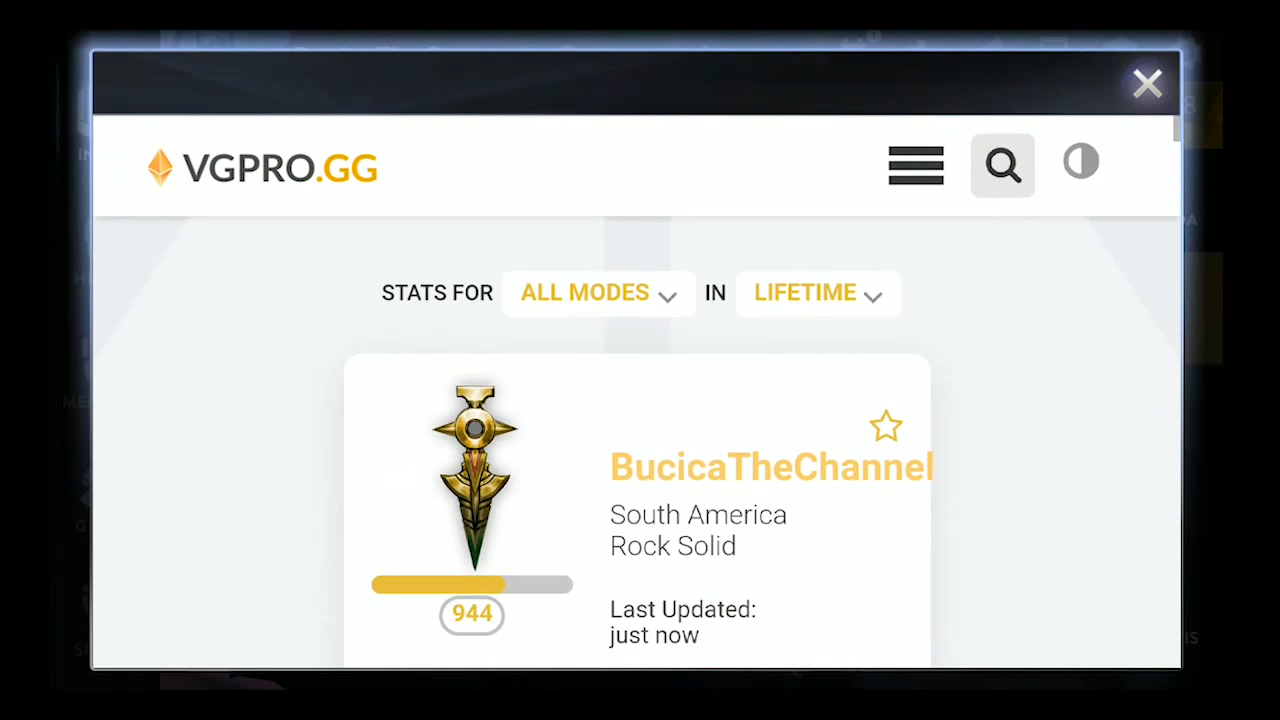 VGPRO.GG
STATS FOR ALL MODES IN LIFETIME
BucicaTheChannel
South America
Rock Solid
944
Last Updated:
just now